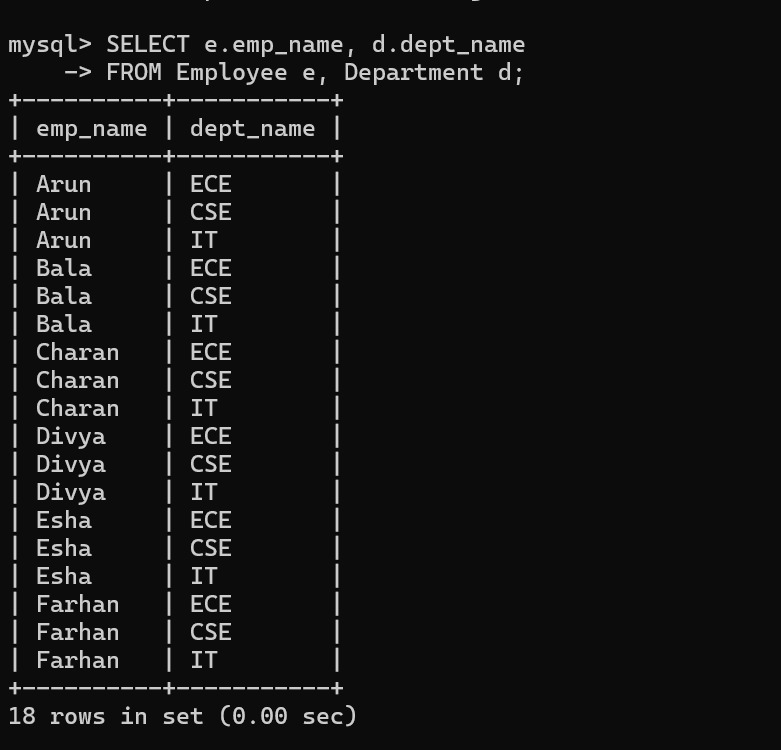 mysql> SELECT e.emp_name, d.dept_name
    -> FROM Employee e, Department d;
+----------+-----------+
| emp_name | dept_name |
+----------+-----------+
| Arun     | ECE       |
| Arun     | CSE       |
| Arun     | IT        |
| Bala     | ECE       |
| Bala     | CSE       |
| Bala     | IT        |
| Charan   | ECE       |
| Charan   | CSE       |
| Charan   | IT        |
| Divya    | ECE       |
| Divya    | CSE       |
| Divya    | IT        |
| Esha     | ECE       |
| Esha     | CSE       |
| Esha     | IT        |
| Farhan   | ECE       |
| Farhan   | CSE       |
| Farhan   | IT        |
+----------+-----------+
18 rows in set (0.00 sec)